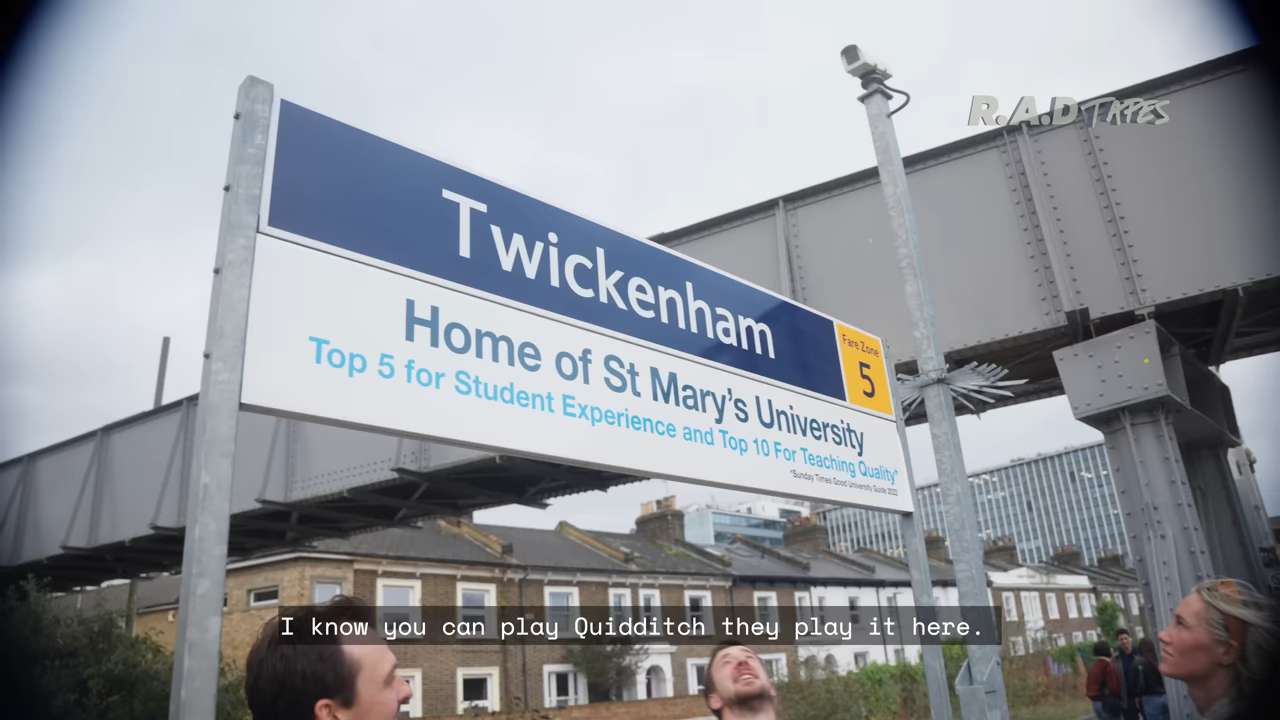 R.A.D TAPES
Twickenham
Fare Zone
5
Home of St Mary's University
Top 5 for Student Experience and Top 10 For Teaching Quality*
*Sunday Times Good University Guide 2022
I know you can play Quidditch they play it here.